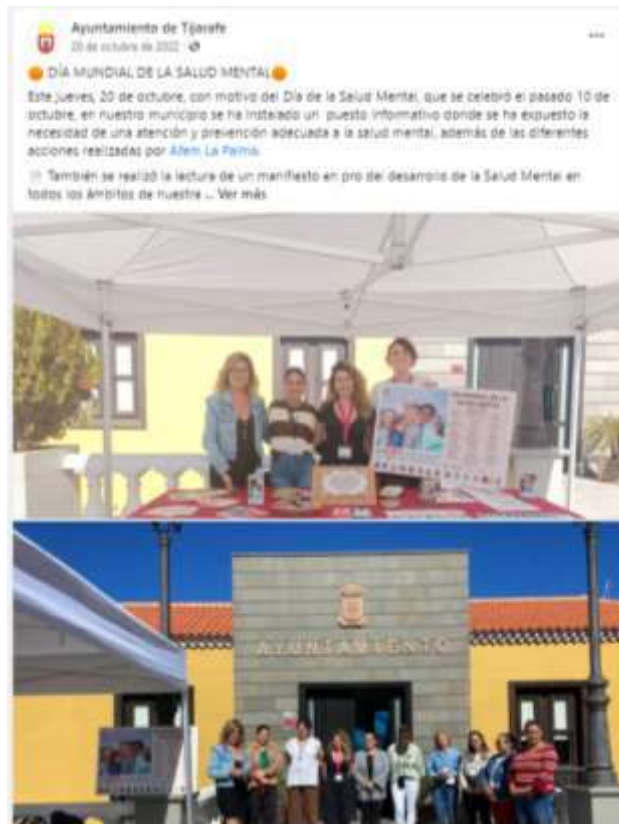 Ayuntamiento de Tijarafe
20 de octubre de 2022
DÍA MUNDIAL DE LA SALUD MENTAL
Este jueves, 20 de octubre, con motivo del Día de la Salud Mental, que se celebró el pasado 10 de
octubre, en nuestro municipio se ha instalado un puesto informativo donde se ha expuesto la
necesidad de una atención y prevención adecuada a la salud mental, además de las diferentes
acciones realizadas por Afem La Palma.
También se realizó la lectura de un manifiesto en pro del desarrollo de la Salud Mental en
todos los ámbitos de nuestra ... Ver más
AYUNTAMIENTO